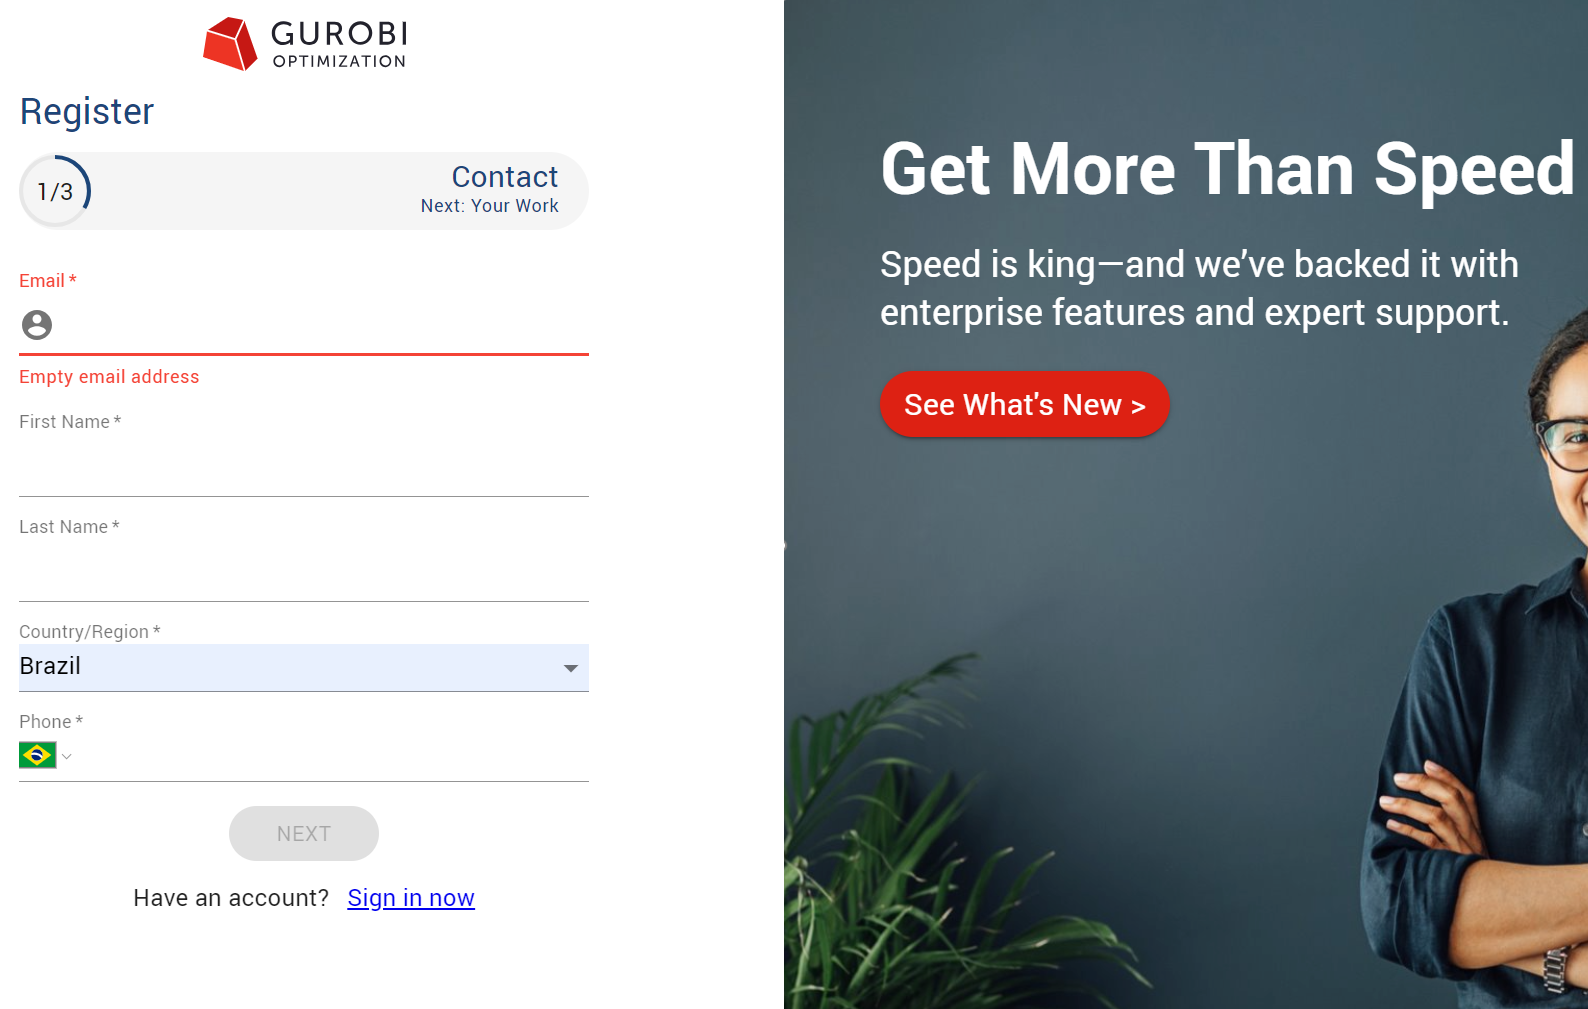 GUROBI
OPTIMIZATION
Register
1/3
Contact
Next: Your Work
Email *
Empty email address
First Name *
Last Name *
Country/Region *
Brazil
Phone *
NEXT
Have an account? Sign in now
Get More Than Speed
Speed is king—and we’ve backed it with
enterprise features and expert support.
See What's New >